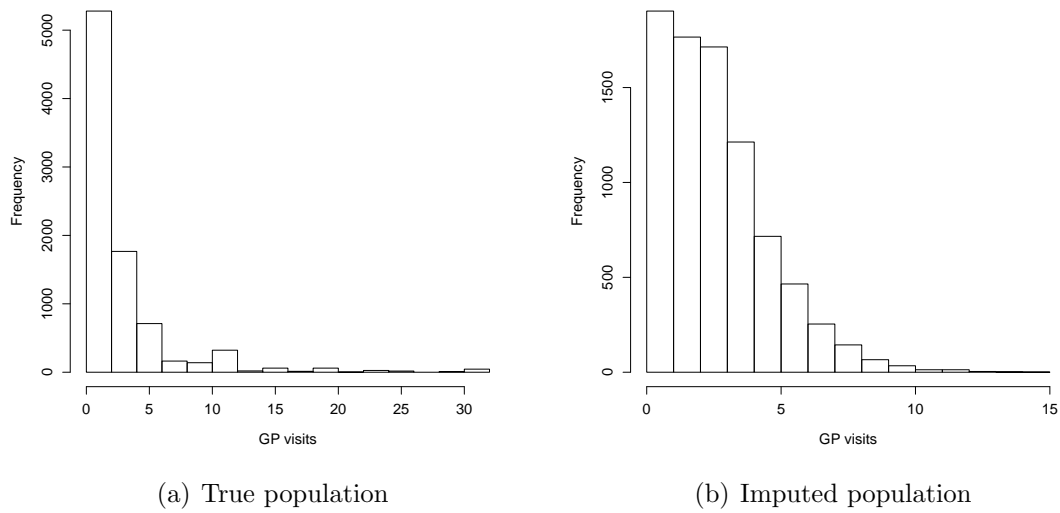 5000
4000
3000
2000
1000
0
Frequency
0 5 10 15 20 25 30
GP visits
(a) True population
1500
1000
500
0
Frequency
0 5 10 15
GP visits
(b) Imputed population